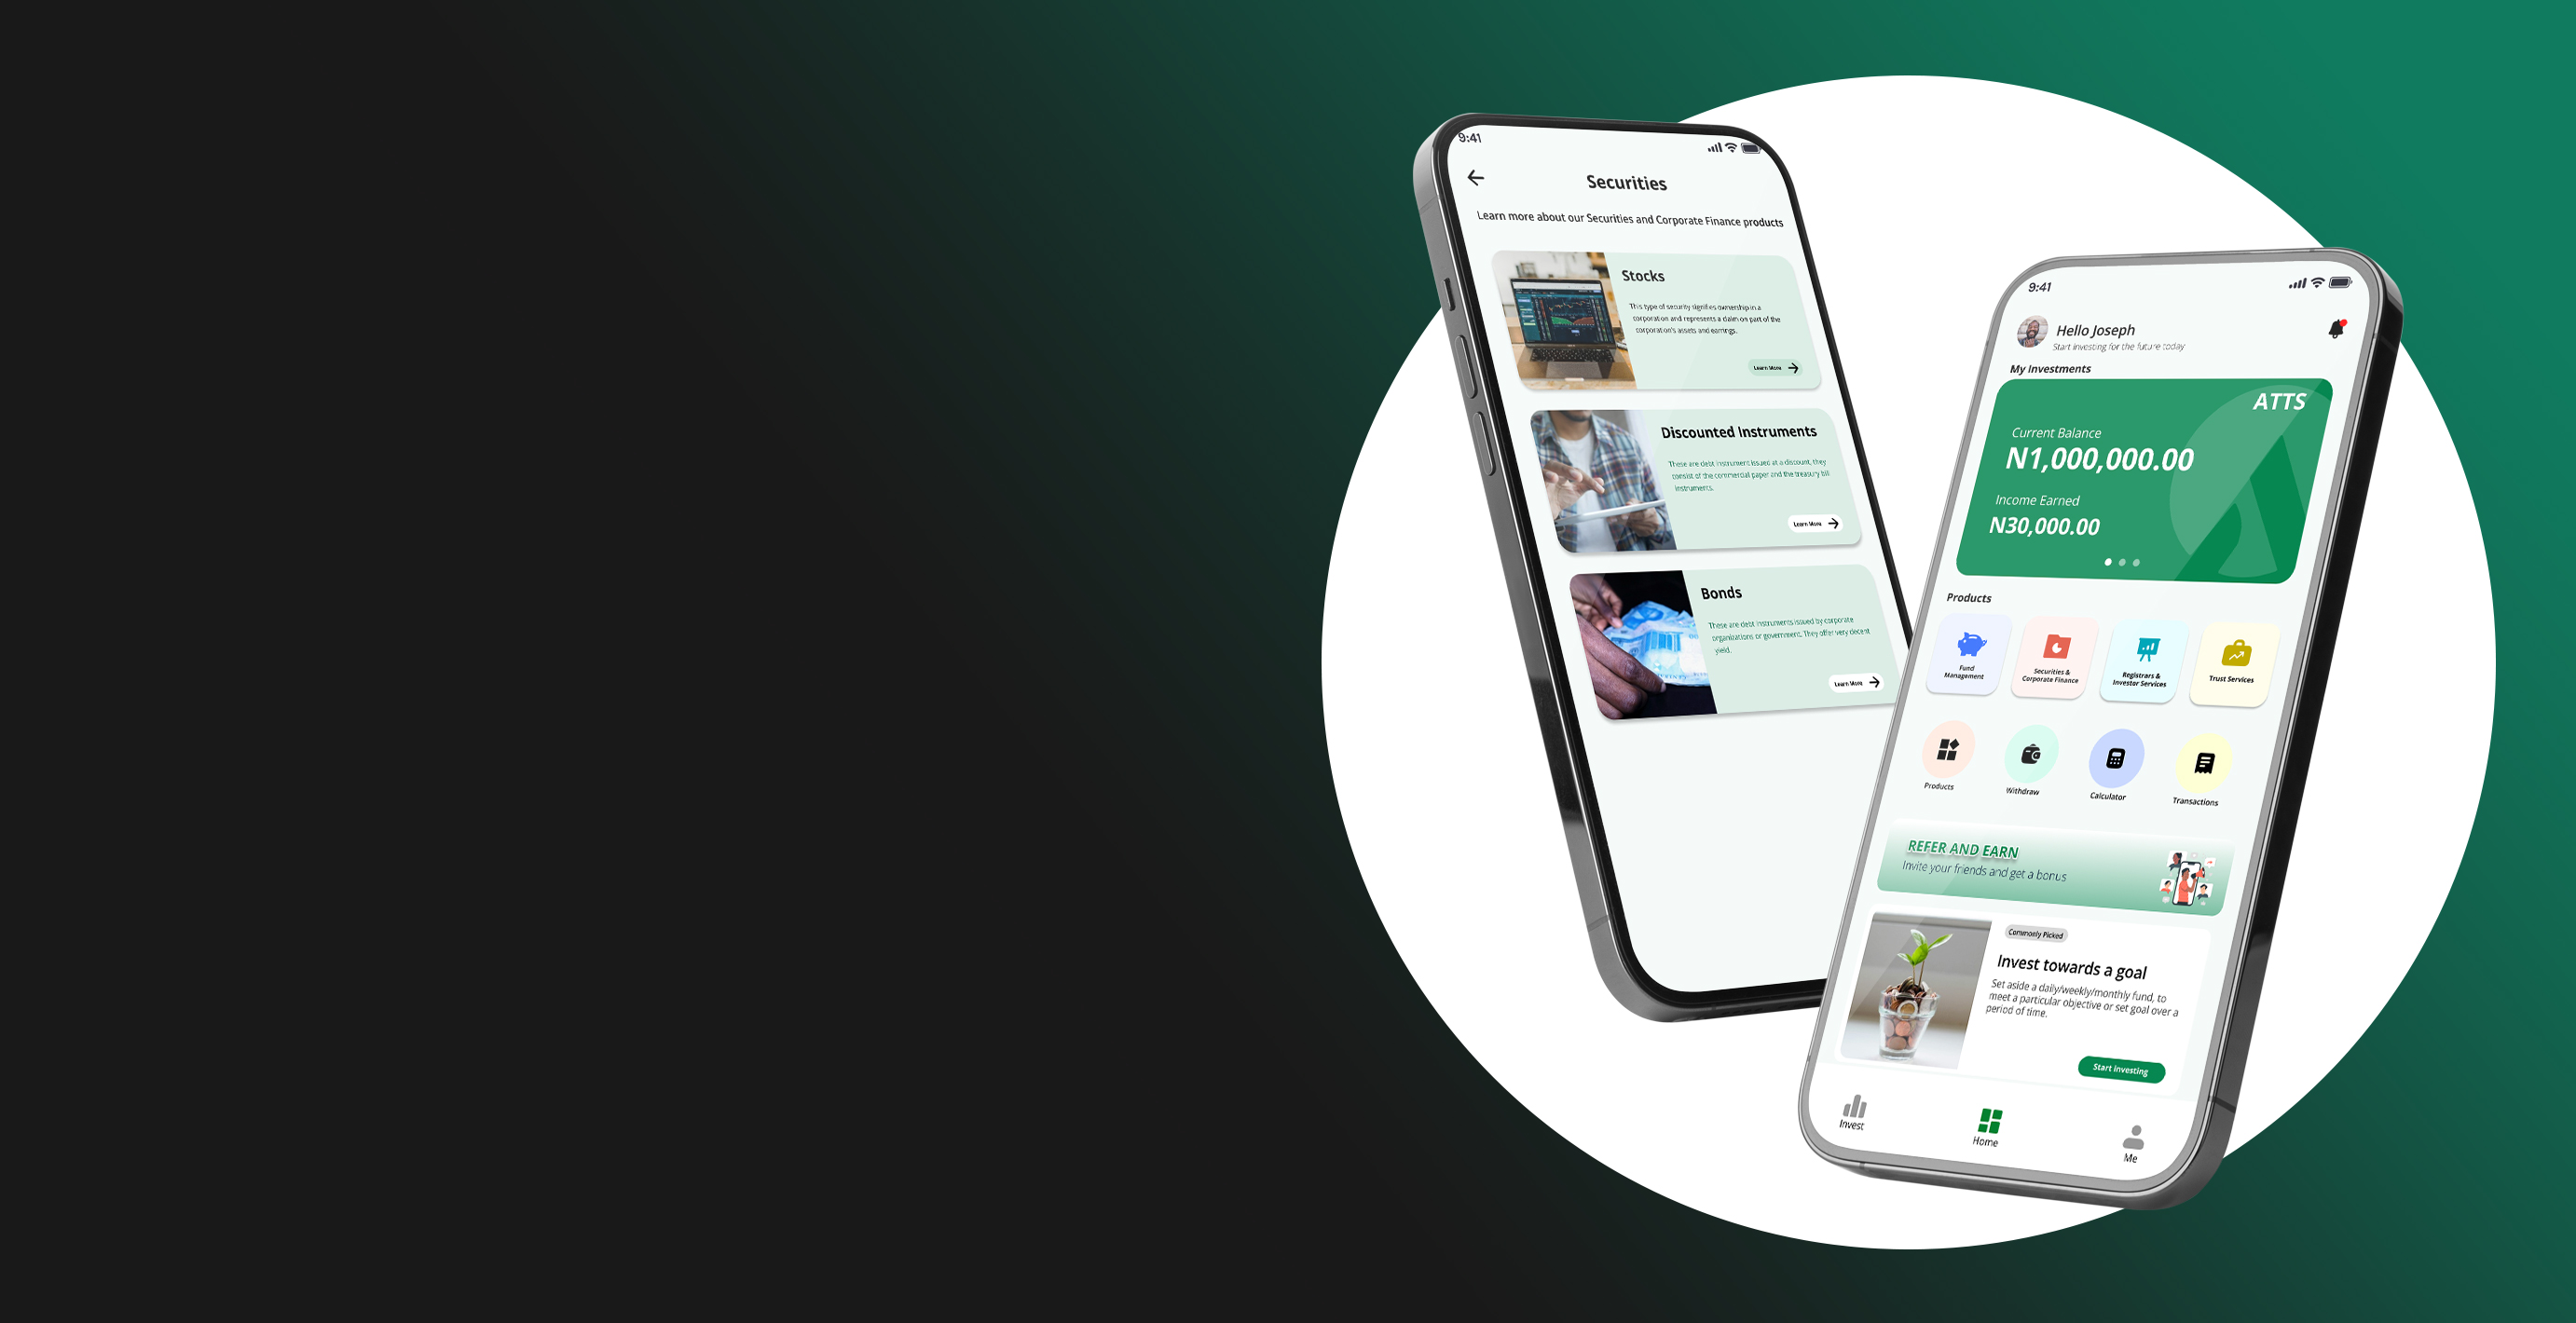 9:41
Securities
Learn more about our Securities and Corporate Finance products
Stocks
This type of security signifies ownership in a
corporation and represents a claim on part of the
corporation's assets and earnings.
Learn More
Discounted Instruments
These are debt instrument issued at a discount, they
consist of the commercial paper and the treasury bill
instruments.
Learn More
Bonds
These are debt instruments issued by corporate
organizations or government. They offer very decent
yield.
Learn More
9:41
Hello Joseph
Start investing for the future today
My Investments
ATTS
Current Balance
N1,000,000.00
Income Earned
N30,000.00
Products
Fund
Management
Securities &
Corporate Finance
Registrars &
Investor Services
Trust Services
Products
Withdraw
Calculator
Transactions
REFER AND EARN
Invite your friends and get a bonus
Commonly Picked
Invest towards a goal
Set aside a daily/weekly/monthly fund, to
meet a particular objective or set goal over a
period of time.
Start Investing
Invest
Home
Me